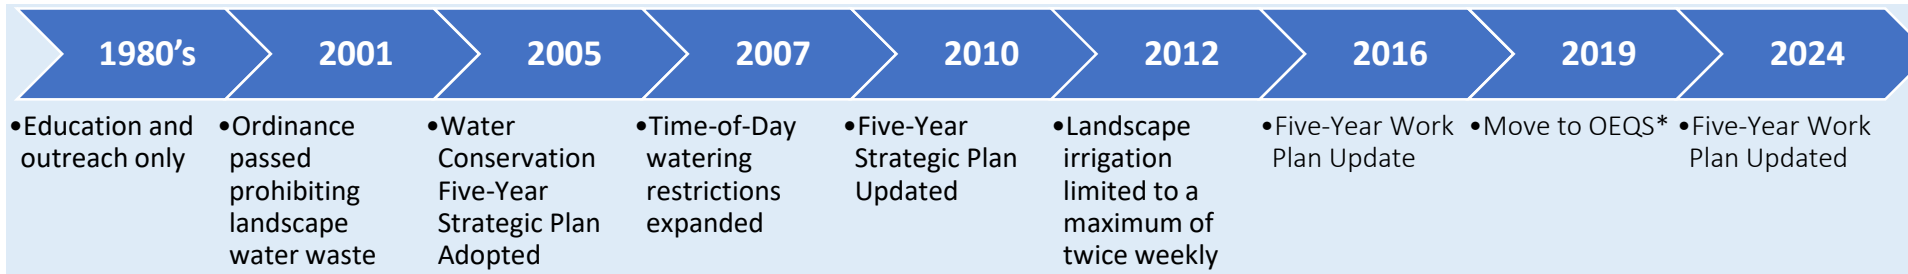 1980's
2001
2005
2007
2010
2012
2016
2019
2024
•Education and
outreach only
•Ordinance
passed
prohibiting
landscape
water waste
•Water
Conservation
Five-Year
Strategic Plan
Adopted
•Time-of-Day
watering
restrictions
expanded
•Five-Year
Strategic Plan
Updated
•Landscape
irrigation
limited to a
maximum of
twice weekly
•Five-Year Work
Plan Update
•Move to OEQS*
•Five-Year Work
Plan Updated